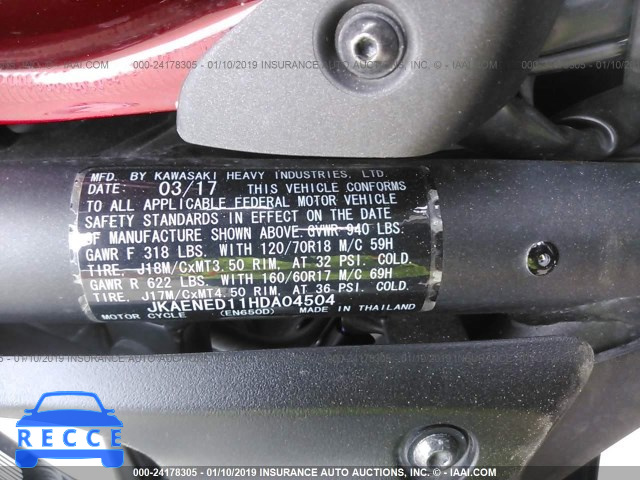 000-24178305 - 01/10/2019 INSURANCE AUTO AUCTIONS, INC. © - IAAI.COM
MFD. BY KAWASAKI HEAVY INDUSTRIES, LTD.
DATE: 03/17 THIS VEHICLE CONFORMS
TO ALL APPLICABLE FEDERAL MOTOR VEHICLE
SAFETY STANDARDS IN EFFECT ON THE DATE
OF MANUFACTURE SHOWN ABOVE. GVWR 940 LBS.
GAWR F 318 LBS. WITH 120/70R18 M/C 59H
TIRE, J18M/CxMT3.50 RIM, AT 32 PSI. COLD.
GAWR R 622 LBS. WITH 160/60R17 M/C 69H
TIRE, J17M/CxMT4.50 RIM, AT 36 PSI. COLD.
JKAENED11HDA04504
MOTOR CYCLE (EN650D) MADE IN THAILAND
RECCE
000-24178305 - 01/10/2019 INSURANCE AUTO AUCTIONS, INC. © - IAAI.COM